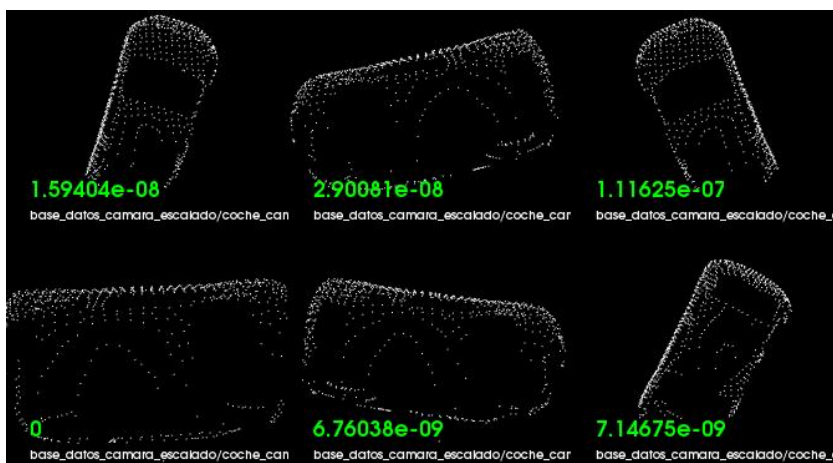 1.59404e-08
base_datos_camara_escalado/coche_can
2.90081e-08
base_datos_camara_escalado/coche_car
1.11625e-07
base_datos_camara_escalado/coche_
0
base_datos_camara_escalado/coche_can
6.76038e-09
base_datos_camara_escalado/coche_can
7.14675e-09
base_datos_camara_escalado/coche_